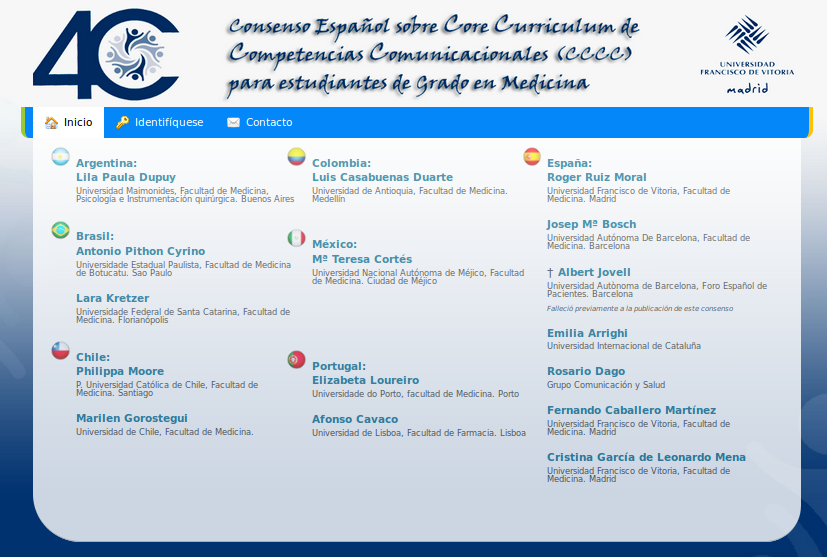 4C
Consenso Español sobre Core Curriculum de
Competencias Comunicacionales (CCCC)
para estudiantes de Grado en Medicina
UNIVERSIDAD
FRANCISCO DE VITORIA
madrid
Inicio
Identifíquese
Contacto
Argentina:
Lila Paula Dupuy
Universidad Maimonides, Facultad de Medicina,
Psicología e Instrumentación quirúrgica. Buenos Aires
Brasil:
Antonio Pithon Cyrino
Universidade Estadual Paulista, Facultad de Medicina
de Botucatu. Sao Paulo
Lara Kretzer
Universidade Federal de Santa Catarina, Facultad de
Medicina. Florianópolis
Chile:
Philippa Moore
P. Universidad Católica de Chile, Facultad de
Medicina. Santiago
Marilen Gorostegui
Universidad de Chile, Facultad de Medicina.
Colombia:
Luis Casabuenas Duarte
Universidad de Antioquia, Facultad de Medicina.
Medellín
México:
Mª Teresa Cortés
Universidad Nacional Autónoma de Méjico, Facultad
de Medicina. Ciudad de Méjico
Portugal:
Elizabeta Loureiro
Universidade do Porto, facultad de Medicina. Porto
Afonso Cavaco
Universidad de Lisboa, Facultad de Farmacia. Lisboa
España:
Roger Ruiz Moral
Universidad Francisco de Vitoria, Facultad de
Medicina. Madrid
Josep Mª Bosch
Universidad Autónoma De Barcelona, Facultad de
Medicina. Barcelona
† Albert Jovell
Universidad Autònoma de Barcelona, Foro Español de
Pacientes. Barcelona
Falleció previamente a la publicación de este consenso
Emilia Arrighi
Universidad Internacional de Cataluña
Rosario Dago
Grupo Comunicación y Salud
Fernando Caballero Martínez
Universidad Francisco de Vitoria, Facultad de
Medicina. Madrid
Cristina García de Leonardo Mena
Universidad Francisco de Vitoria, Facultad de
Medicina. Madrid